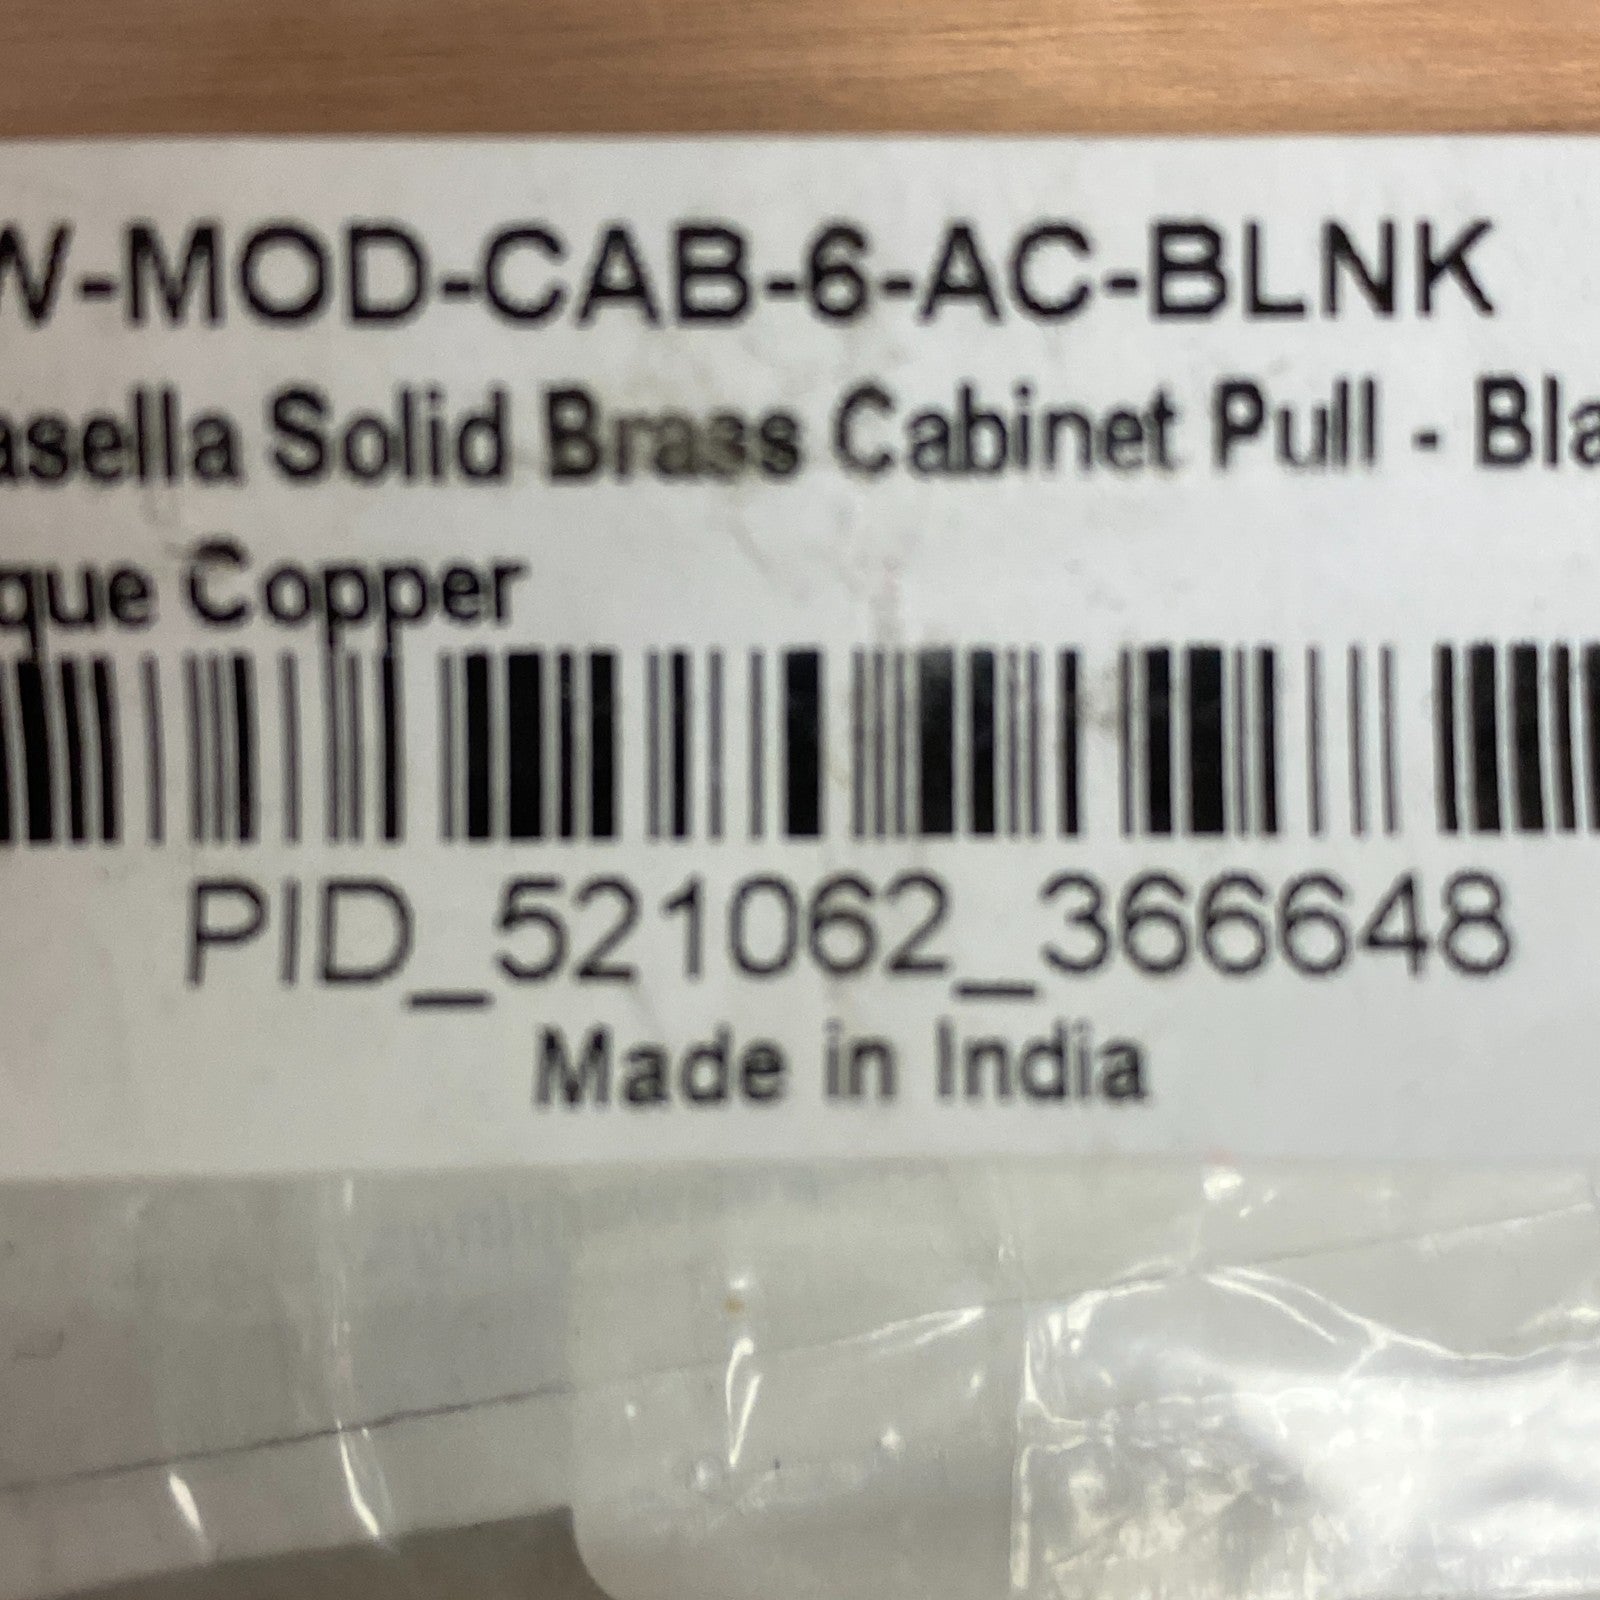 W-MOD-CAB-6-AC-BLNK
asella Solid Brass Cabinet Pull - Bla
que Copper
PID_521062_366648
Made in India